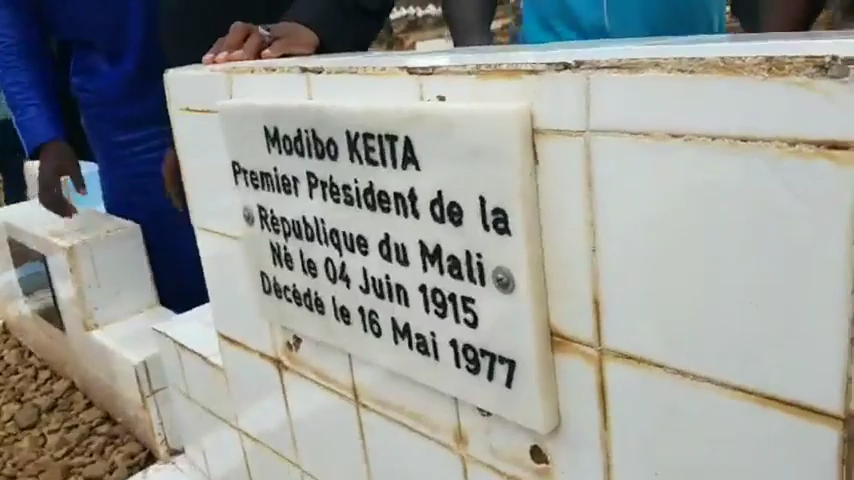 Modibo KEITA
Premier Président de la
République du Mali,
Né le 04 Juin 1915
Décédé le 16 Mai 1977,